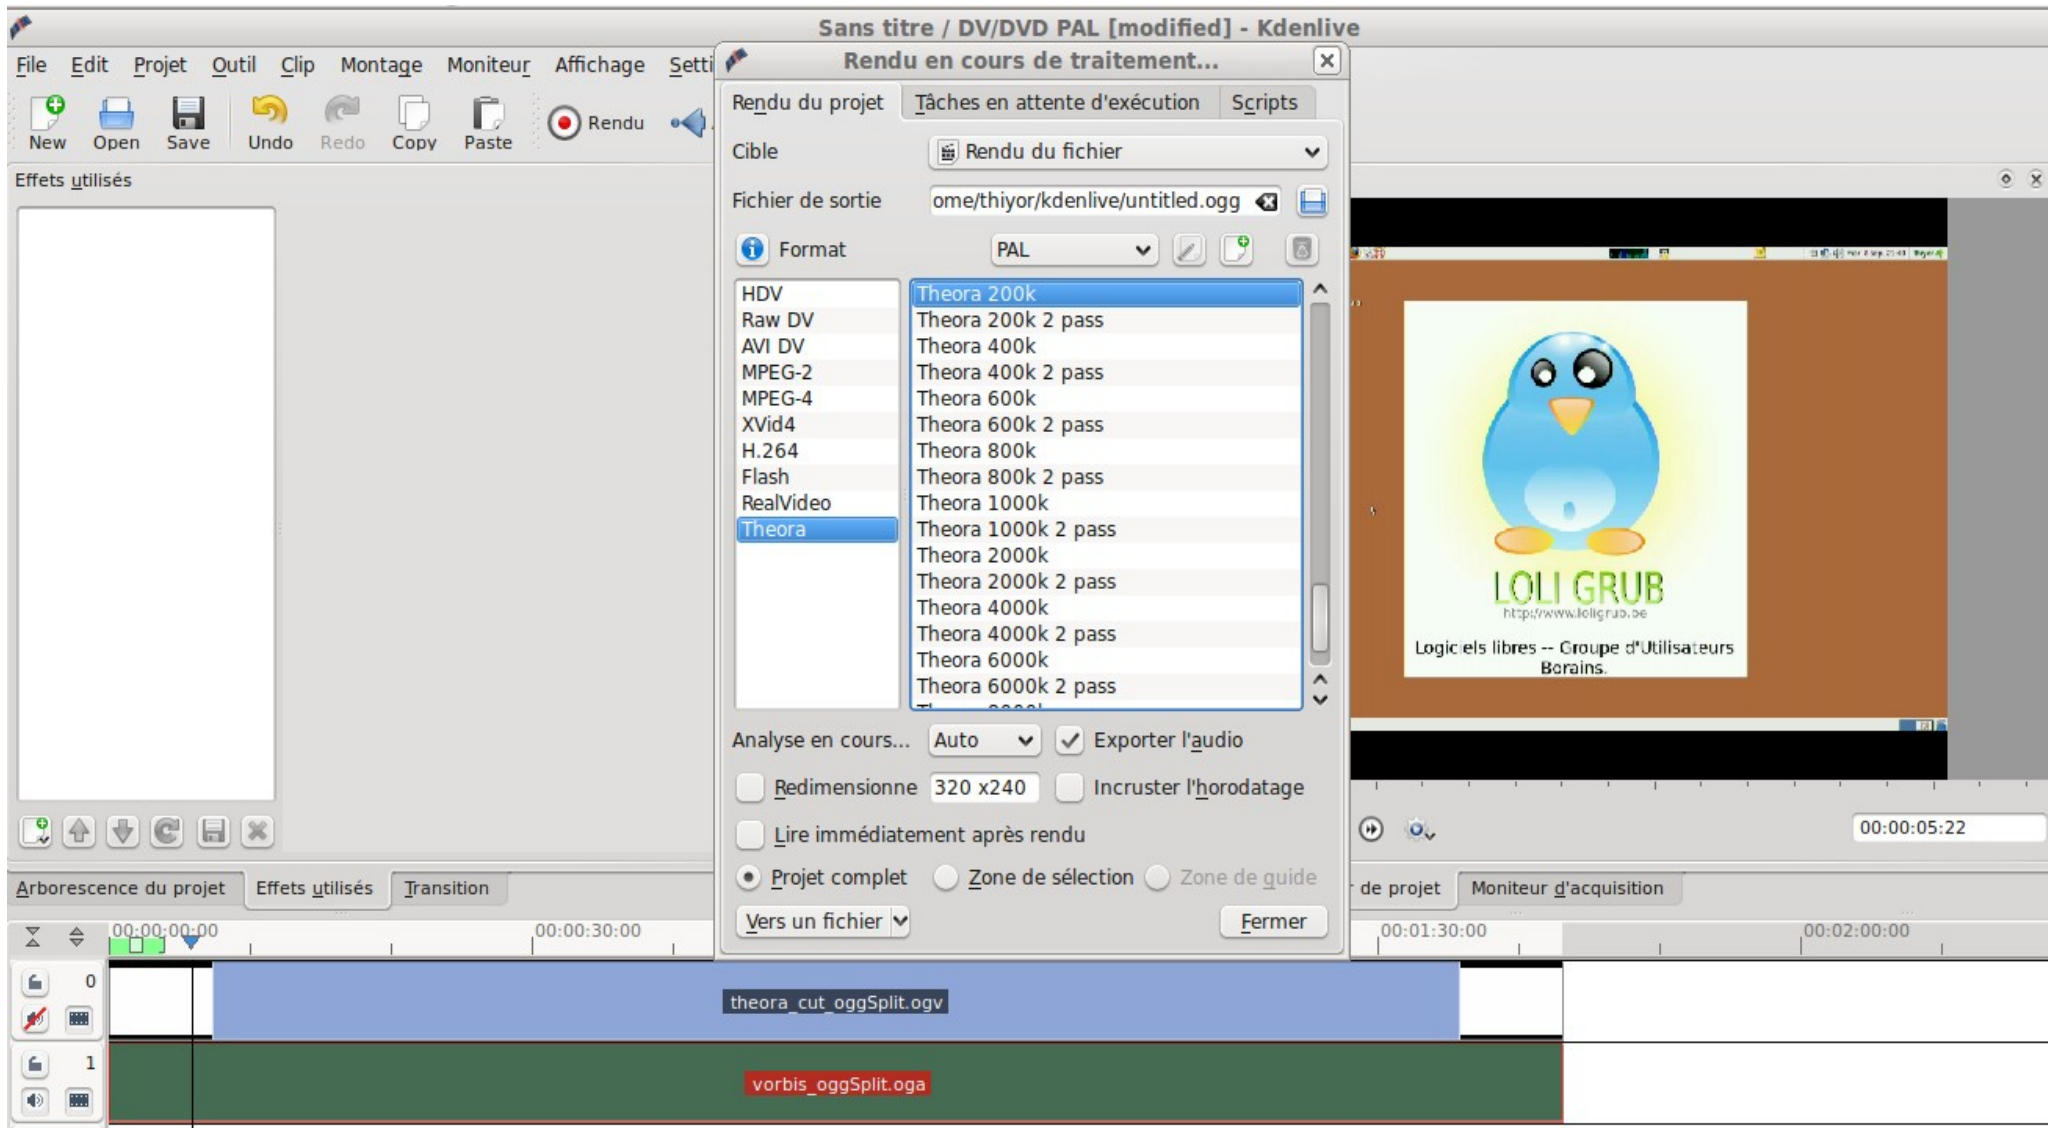 Sans titre / DV/DVD PAL [modified] - Kdenlive
File Edit Projet Outil Clip Montage Moniteur Affichage Setti
New Open Save Undo Redo Copy Paste Rendu
Effets utilisés
Rendu en cours de traitement...
Rendu du projet Tâches en attente d'exécution Scripts
Cible Rendu du fichier
Fichier de sortie ome/thiyor/kdenlive/untitled.ogg
Format PAL
HDV
Raw DV
AVI DV
MPEG-2
MPEG-4
XVid4
H.264
Flash
RealVideo
Theora
Theora 200k
Theora 200k 2 pass
Theora 400k
Theora 400k 2 pass
Theora 600k
Theora 600k 2 pass
Theora 800k
Theora 800k 2 pass
Theora 1000k
Theora 1000k 2 pass
Theora 2000k
Theora 2000k 2 pass
Theora 4000k
Theora 4000k 2 pass
Theora 6000k
Theora 6000k 2 pass
Analyse en cours... Auto Exporter l'audio
Redimensionne 320 x240 Incruster l'horodatage
Lire immédiatement après rendu
Projet complet Zone de sélection Zone de guide
Vers un fichier Fermer
LOLI GRUB
http://www.loligrub.be
Logiciels libres -- Groupe d'Utilisateurs
Borains.
00:00:05:22
Arborescence du projet Effets utilisés Transition
de projet Moniteur d'acquisition
00:00:00:00 00:00:30:00 00:01:30:00 00:02:00:00
0
theora_cut_oggSplit.ogv
1
vorbis_oggSplit.oga